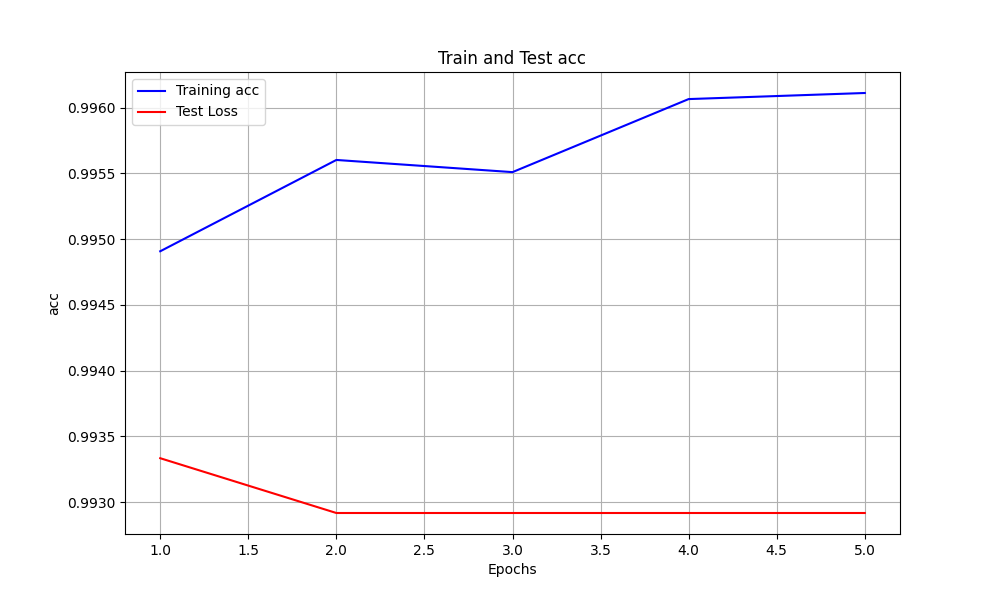 Train and Test acc
Training acc
Test Loss
0.9960
0.9955
0.9950
0.9945
0.9940
0.9935
0.9930
acc
1.0 1.5 2.0 2.5 3.0 3.5 4.0 4.5 5.0
Epochs